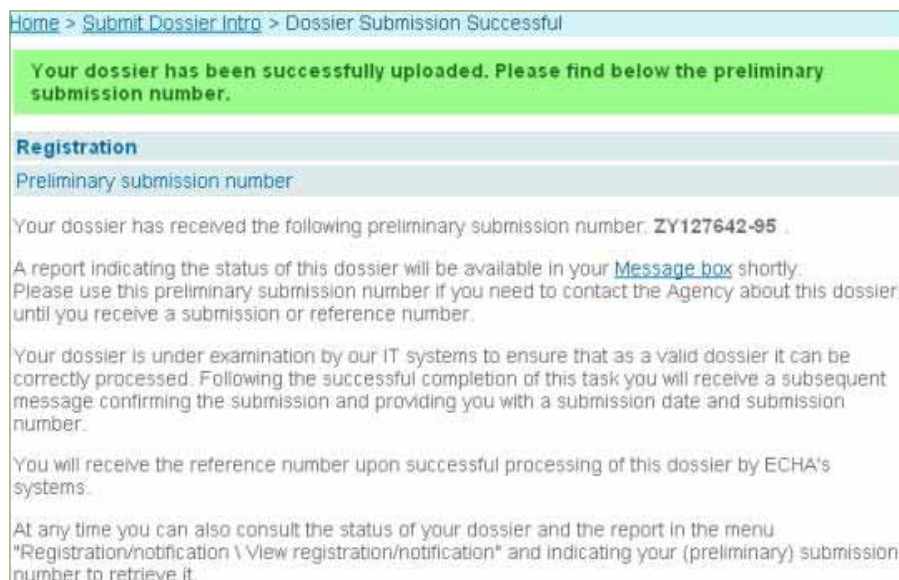 Home > Submit Dossier Intro > Dossier Submission Successful
Your dossier has been successfully uploaded. Please find below the preliminary
submission number.
Registration
Preliminary submission number
Your dossier has received the following preliminary submission number: ZY127642-95 .
A report indicating the status of this dossier will be available in your Message box shortly.
Please use this preliminary submission number if you need to contact the Agency about this dossier
until you receive a submission or reference number.
Your dossier is under examination by our IT systems to ensure that as a valid dossier it can be
correctly processed. Following the successful completion of this task you will receive a subsequent
message confirming the submission and providing you with a submission date and submission
number.
You will receive the reference number upon successful processing of this dossier by ECHA's
systems.
At any time you can also consult the status of your dossier and the report in the menu
"Registration/notification \ View registration/notification" and indicating your (preliminary) submission
number to retrieve it.